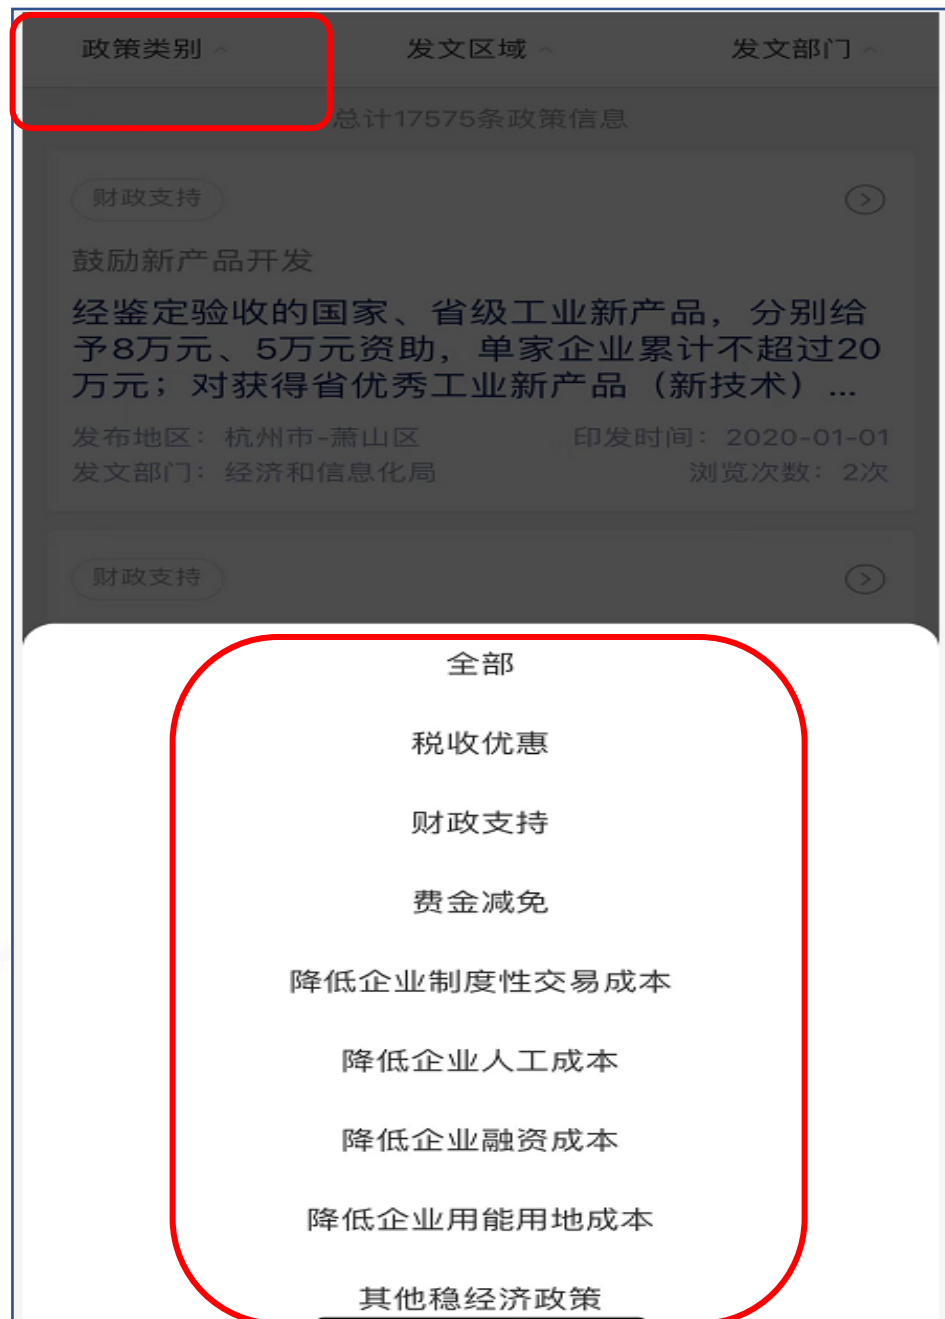 政策类别 发文区域 发文部门
总计17575条政策信息
财政支持
鼓励新产品开发
经鉴定验收的国家、省级工业新产品，分别给
予8万元、5万元资助，单家企业累计不超过20
万元；对获得省优秀工业新产品（新技术）...
发布地区：杭州市-萧山区 印发时间：2020-01-01
发文部门：经济和信息化局 浏览次数：2次
财政支持
全部
税收优惠
财政支持
费金减免
降低企业制度性交易成本
降低企业人工成本
降低企业融资成本
降低企业用能用地成本
其他稳经济政策